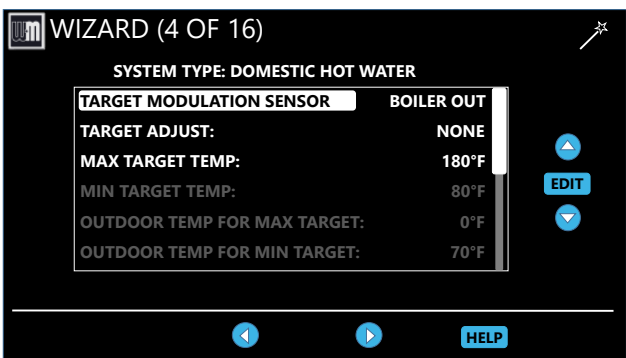 WM WIZARD (4 OF 16)
SYSTEM TYPE: DOMESTIC HOT WATER
TARGET MODULATION SENSOR BOILER OUT
TARGET ADJUST: NONE
MAX TARGET TEMP: 180°F
MIN TARGET TEMP: 80°F
OUTDOOR TEMP FOR MAX TARGET: 0°F
OUTDOOR TEMP FOR MIN TARGET: 70°F
EDIT
HELP